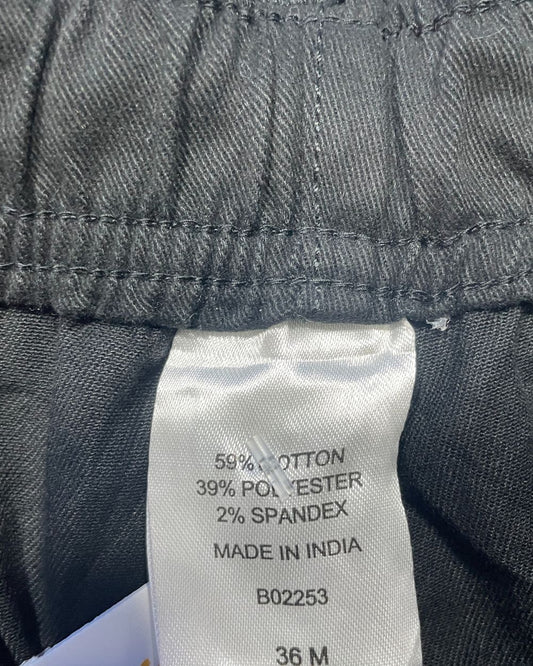 59% COTTON
39% POLYESTER
2% SPANDEX
MADE IN INDIA
B02253
36 M